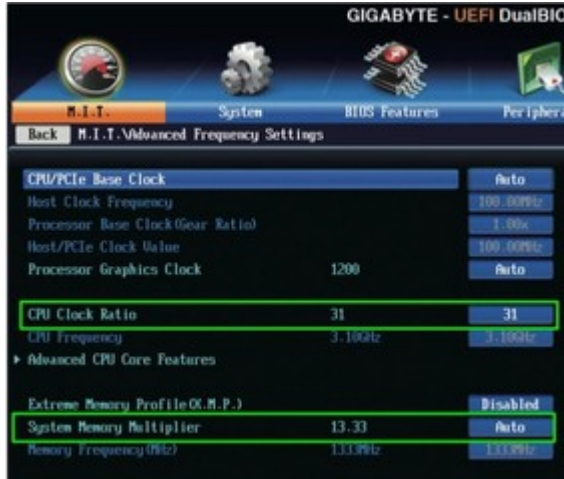 GIGABYTE - UEFI DualBIO
M.I.T. System BIOS Features Peripher
Back M.I.T.\Advanced Frequency Settings
CPU/PCIe Base Clock Auto
Host Clock Frequency 100.00MHz
Processor Base Clock(Gear Ratio) 1.00x
Host/PCIe Clock Value 100.00MHz
Processor Graphics Clock 1200 Auto
CPU Clock Ratio 31 31
CPU Frequency 3.10GHz 3.10GHz
Advanced CPU Core Features
Extreme Memory Profile(X.M.P.) Disabled
System Memory Multiplier 13.33 Auto
Memory Frequency(MHz) 1333MHz 1333MHz